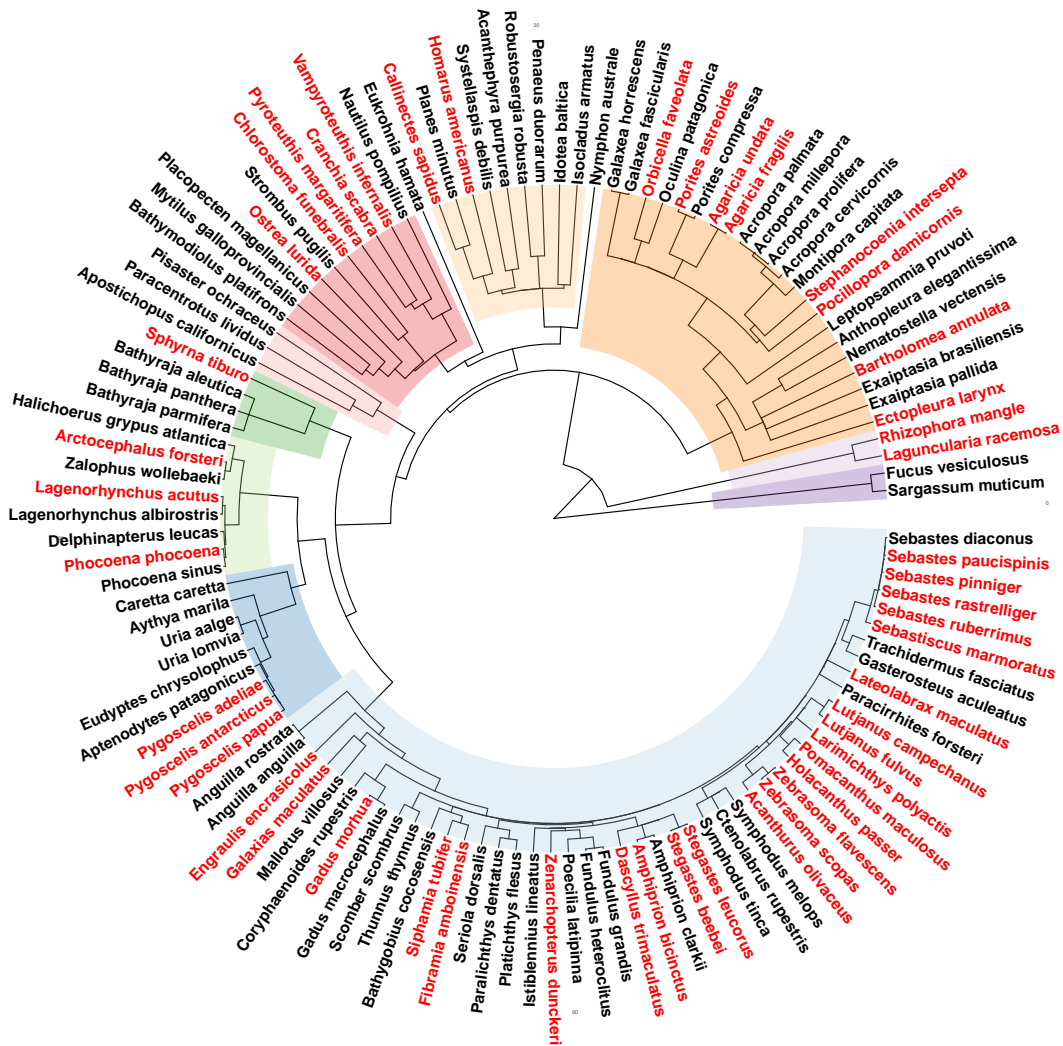 30
0
90
Eukrohnia hamata
Callinectes sapidus
Planes minutus
Homarus americanus
Systellaspis debilis
Acanthephyra purpurea
Robustosergia robusta
Penaeus duorarum
Idotea baltica
Isocladus armatus
Nymphon australe
Galaxea horrescens
Galaxea fascicularis
Orbicella faveolata
Oculina patagonica
Porites astreoides
Porites compressa
Agaricia undata
Agaricia fragilis
Acropora palmata
Acropora millepora
Acropora prolifera
Acropora cervicornis
Montipora capitata
Stephanocoenia intersepta
Pocillopora damicornis
Leptopsammia pruvoti
Anthopleura elegantissima
Nematostella vectensis
Bartholomea annulata
Exaiptasia brasiliensis
Exaiptasia pallida
Ectopleura larynx
Rhizophora mangle
Laguncularia racemosa
Fucus vesiculosus
Sargassum muticum
Sebastes diaconus
Sebastes paucispinis
Sebastes pinniger
Sebastes rastrelliger
Sebastes ruberrimus
Sebastiscus marmoratus
Trachidermus fasciatus
Gasterosteus aculeatus
Lateolabrax maculatus
Paracirrhites forsteri
Lutjanus campechanus
Lutjanus fulvus
Larimichthys polyactis
Pomacanthus maculosus
Holacanthus passer
Zebrasoma flavescens
Zebrasoma scopas
Acanthurus olivaceus
Symphodus melops
Ctenolabrus rupestris
Symphodus tinca
Stegastes leucorus
Stegastes beebei
Amphiprion clarkii
Amphiprion bicinctus
Dascyllus trimaculatus
Fundulus grandis
Fundulus heteroclitus
Poecilia latipinna
Zenarchopterus dunckeri
Istiblennius lineatus
Platichthys flesus
Paralichthys dentatus
Seriola dorsalis
Fibramia amboinensis
Siphamia tubifer
Bathygobius cocosensis
Thunnus thynnus
Scomber scombrus
Gadus macrocephalus
Gadus morhua
Coryphaenoides rupestris
Mallotus villosus
Galaxias maculatus
Engraulis encrasicolus
Anguilla anguilla
Anguilla rostrata
Pygoscelis papua
Pygoscelis antarcticus
Pygoscelis adeliae
Aptenodytes patagonicus
Eudyptes chrysolophus
Uria lomvia
Uria aalge
Aythya marila
Caretta caretta
Phocoena sinus
Phocoena phocoena
Delphinapterus leucas
Lagenorhynchus albirostris
Lagenorhynchus acutus
Zalophus wollebaeki
Arctocephalus forsteri
Halichoerus grypus atlantica
Bathyraja parmifera
Bathyraja panthera
Bathyraja aleutica
Sphyrna tiburo
Apostichopus californicus
Paracentrotus lividus
Pisaster ochraceus
Bathymodiolus platifrons
Mytilus galloprovincialis
Placopecten magellanicus
Ostrea lurida
Strombus pugilis
Chlorostoma funebralis
Pyroteuthis margaritifera
Cranchia scabra
Vampyroteuthis infernalis
Nautilus pompilius